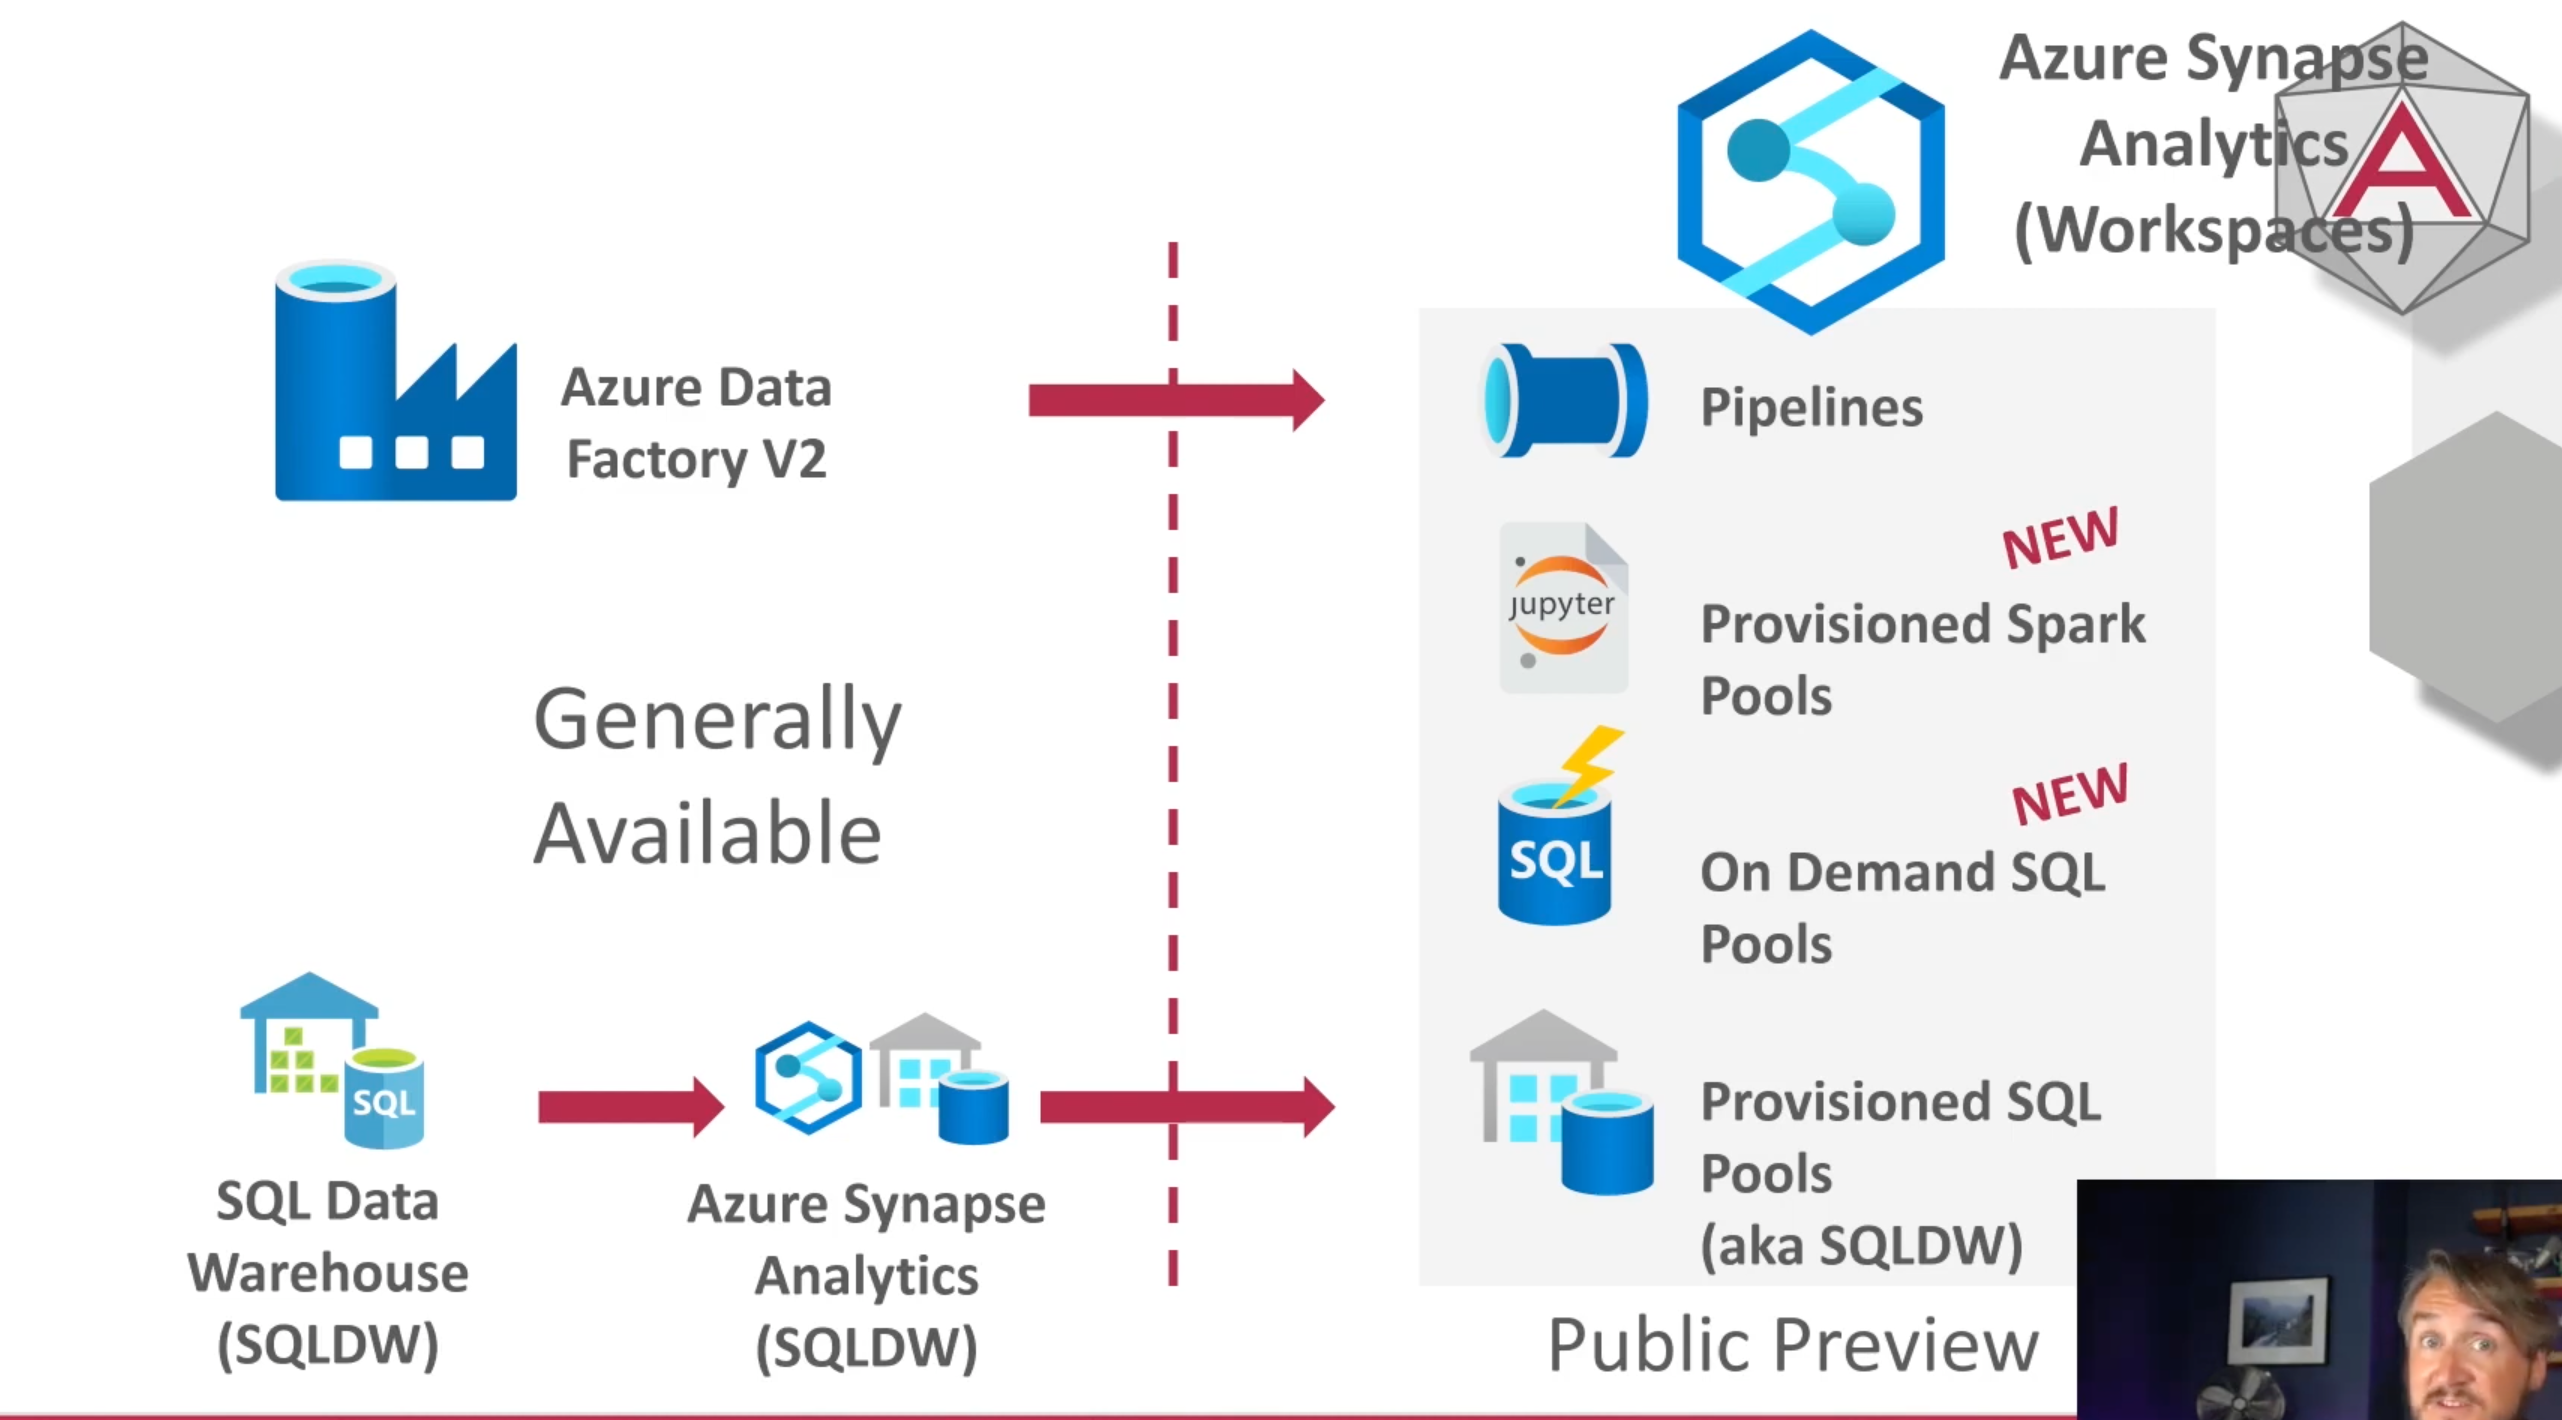 Azure Synapse
Analytics
(Workspaces)
A
Azure Data
Factory V2
Pipelines
NEW
jupyter
Provisioned Spark
Pools
Generally
Available
NEW
SQL
On Demand SQL
Pools
SQL
SQL Data
Warehouse
(SQLDW)
Azure Synapse
Analytics
(SQLDW)
Provisioned SQL
Pools
(aka SQLDW)
Public Preview